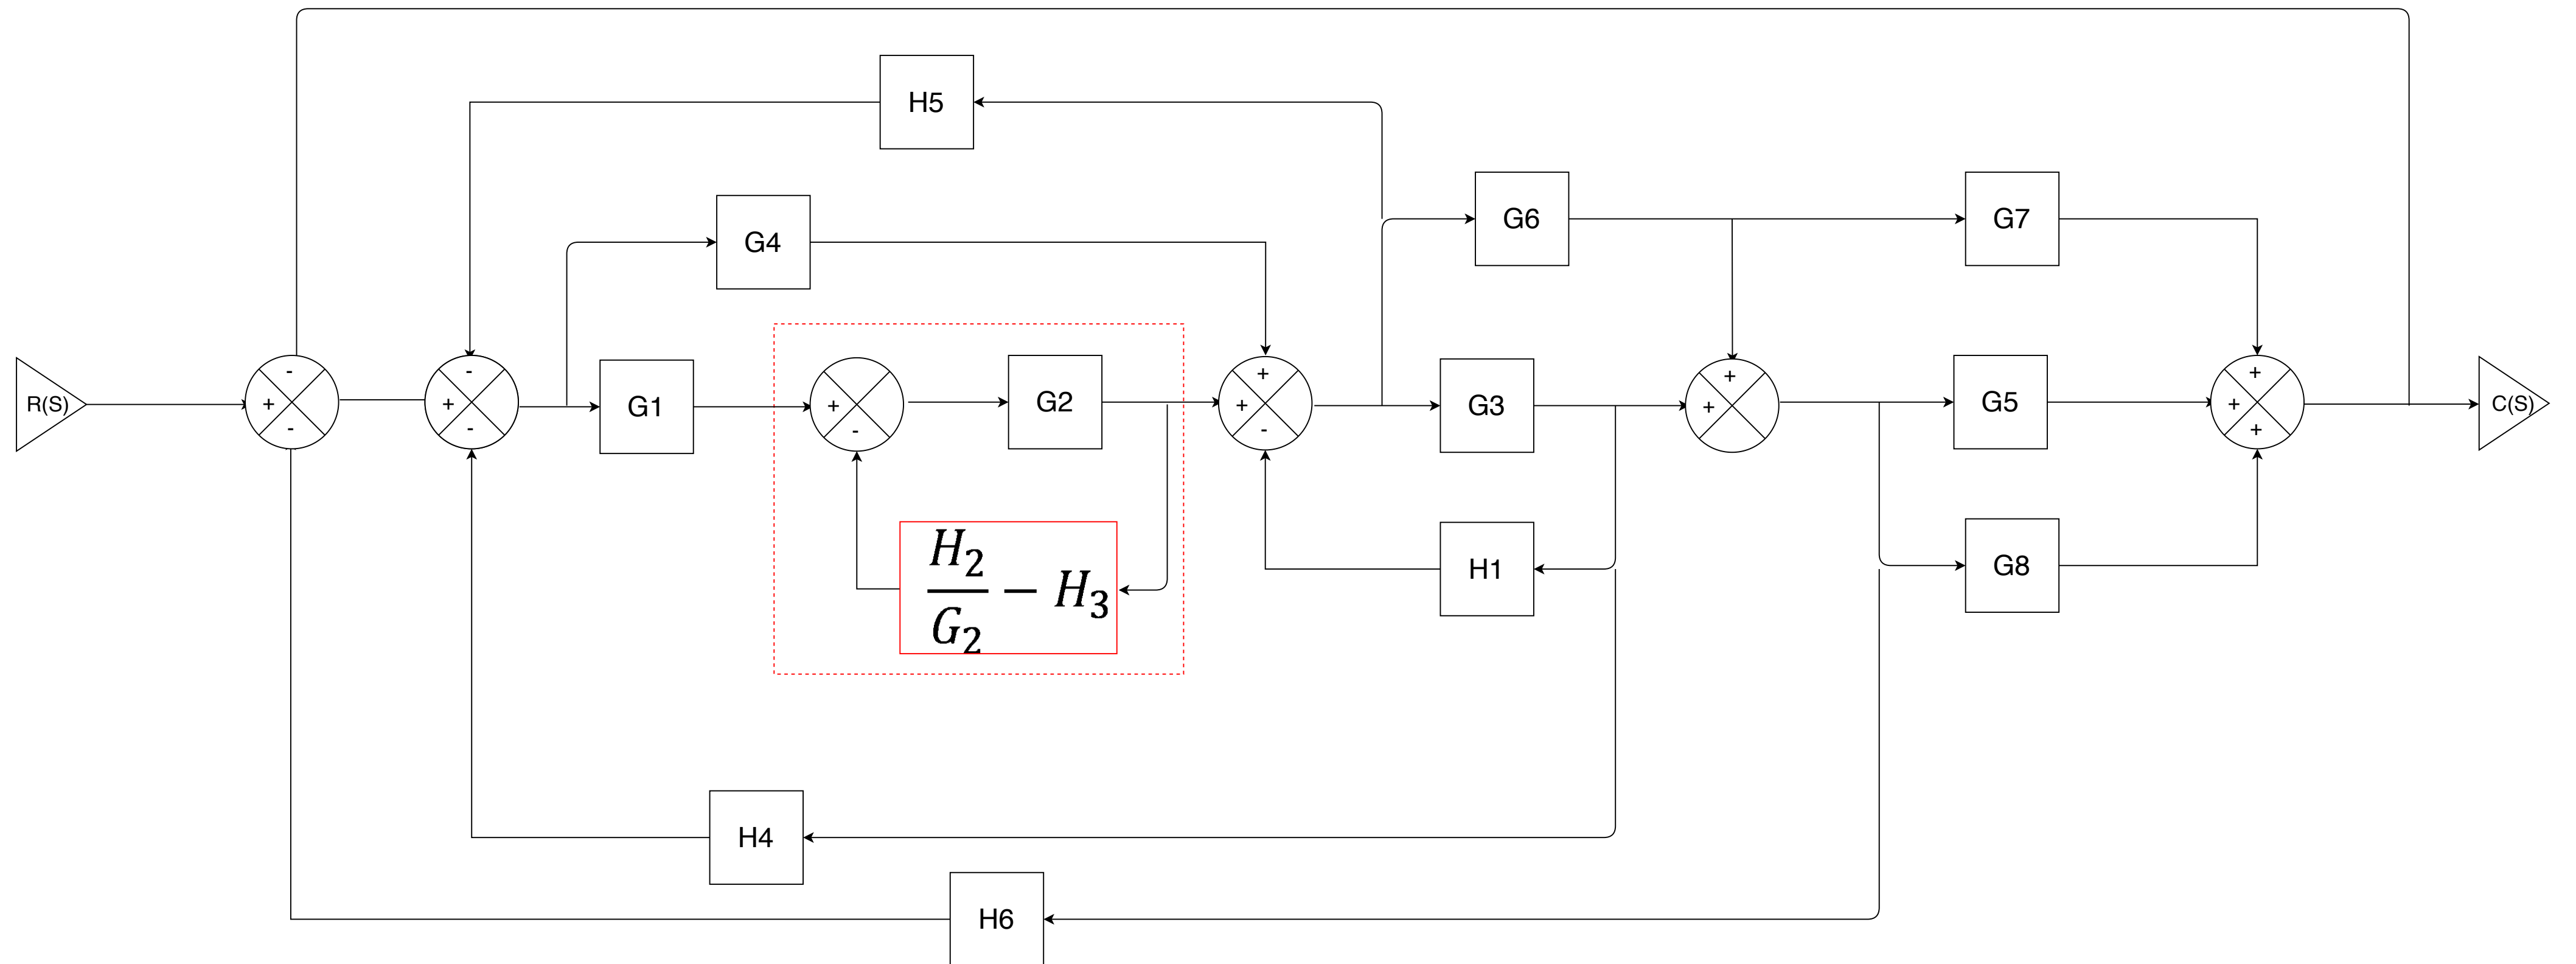 H5
G6
G7
G4
-
-
+
+
+
R(S)
+
-
+
-
G1
+
-
G2
+
-
G3
+
G5
+
+
C(S)
H2/G2 − H3
H1
G8
H4
H6